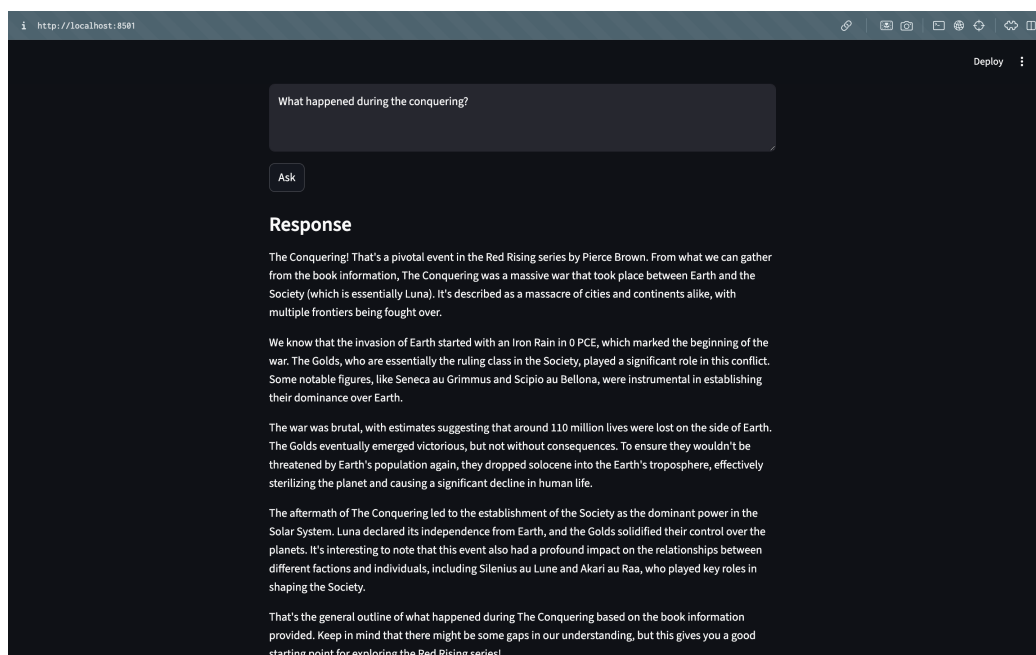 i http://localhost:8501
Deploy
What happened during the conquering?
Ask
Response
The Conquering! That's a pivotal event in the Red Rising series by Pierce Brown. From what we can gather
from the book information, The Conquering was a massive war that took place between Earth and the
Society (which is essentially Luna). It's described as a massacre of cities and continents alike, with
multiple frontiers being fought over.
We know that the invasion of Earth started with an Iron Rain in 0 PCE, which marked the beginning of the
war. The Golds, who are essentially the ruling class in the Society, played a significant role in this conflict.
Some notable figures, like Seneca au Grimmus and Scipio au Bellona, were instrumental in establishing
their dominance over Earth.
The war was brutal, with estimates suggesting that around 110 million lives were lost on the side of Earth.
The Golds eventually emerged victorious, but not without consequences. To ensure they wouldn't be
threatened by Earth's population again, they dropped solocene into the Earth's troposphere, effectively
sterilizing the planet and causing a significant decline in human life.
The aftermath of The Conquering led to the establishment of the Society as the dominant power in the
Solar System. Luna declared its independence from Earth, and the Golds solidified their control over the
planets. It's interesting to note that this event also had a profound impact on the relationships between
different factions and individuals, including Silenius au Lune and Akari au Raa, who played key roles in
shaping the Society.
That's the general outline of what happened during The Conquering based on the book information
provided. Keep in mind that there might be some gaps in our understanding, but this gives you a good
starting point for exploring the Red Rising series!